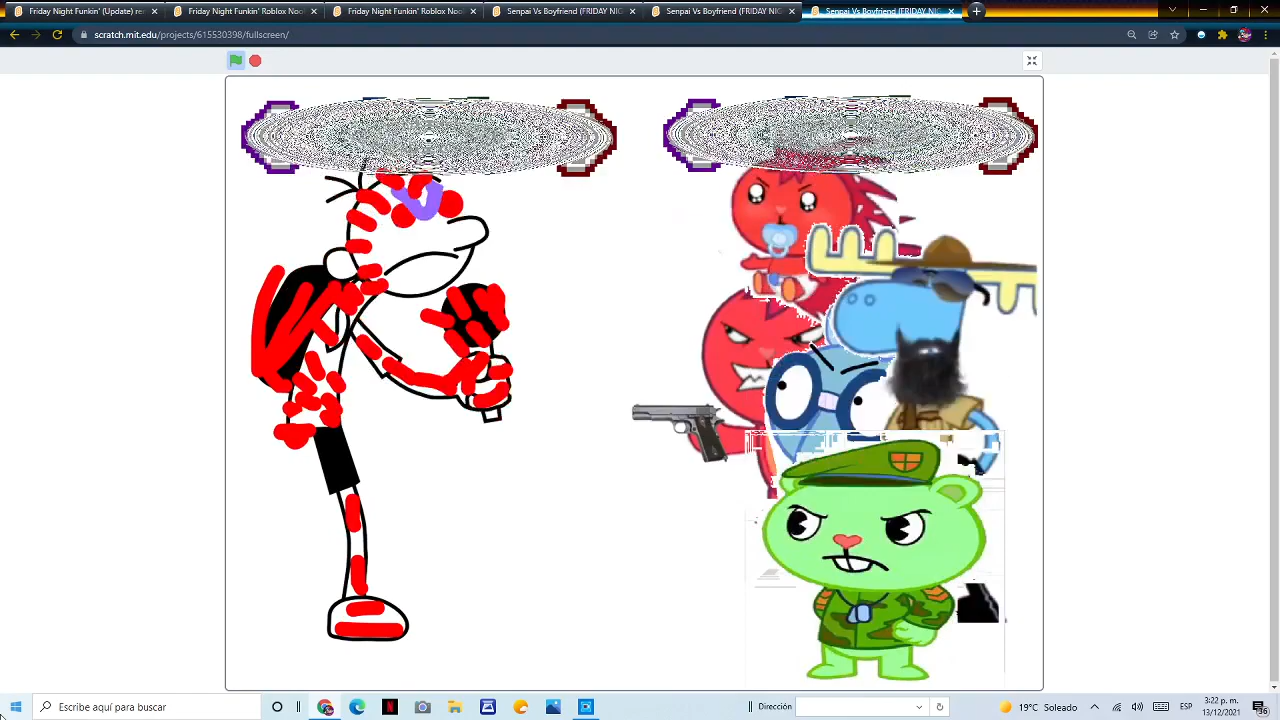 Friday Night Funkin' (Update) rem
Friday Night Funkin' Roblox Noo
Friday Night Funkin' Roblox Noo
Senpai Vs Boyfriend (FRIDAY NIG
Senpai Vs Boyfriend (FRIDAY NIG
Senpai Vs Boyfriend (FRIDAY NIG
scratch.mit.edu/projects/615530398/fullscreen/
Escribe aquí para buscar
Dirección
19°C Soleado
ESP
3:22 p. m.
13/12/2021